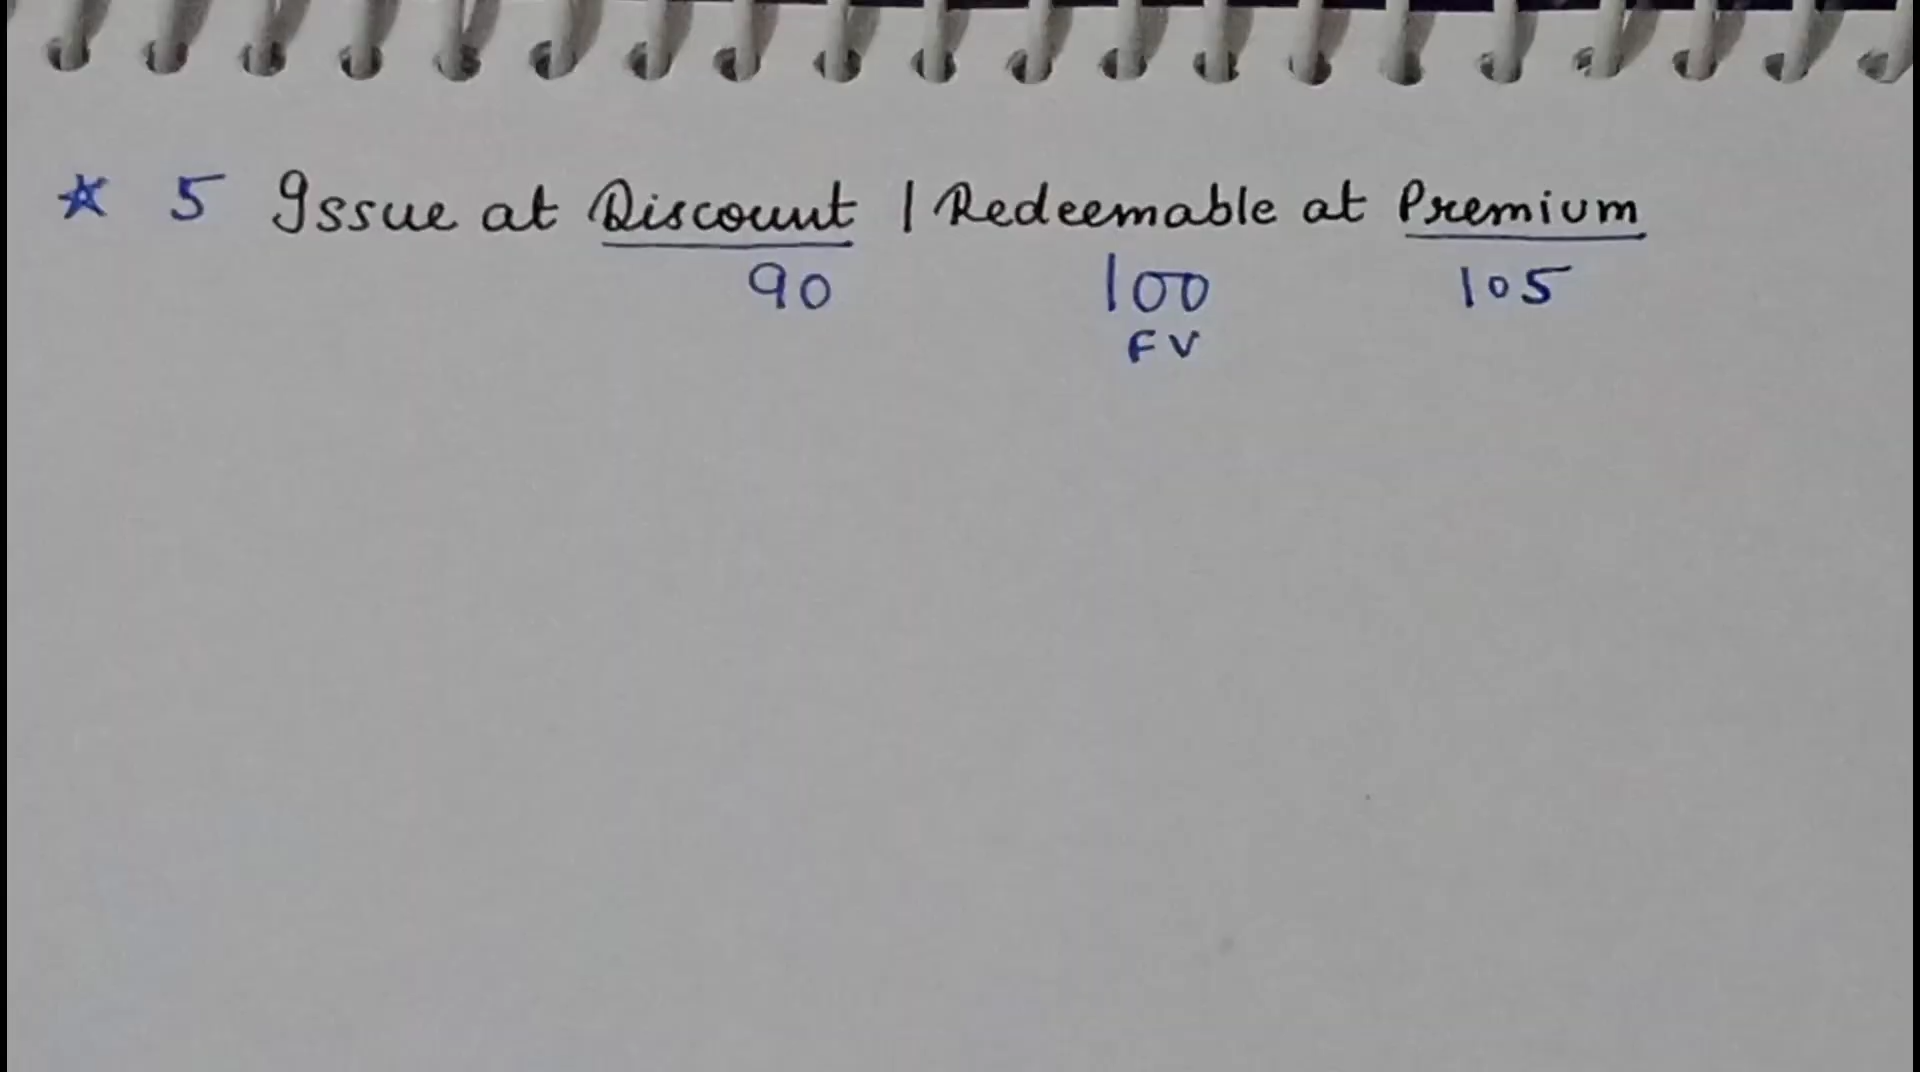 ☆ 5 Issue at Discount | Redeemable at Premium
90 100 105
FV